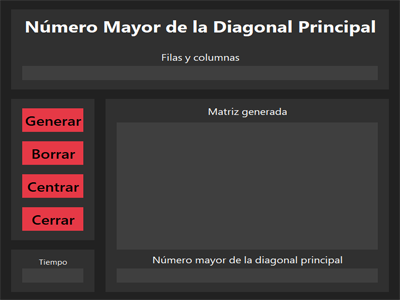 Número Mayor de la Diagonal Principal
Filas y columnas
Generar
Borrar
Centrar
Cerrar
Tiempo
Matriz generada
Número mayor de la diagonal principal